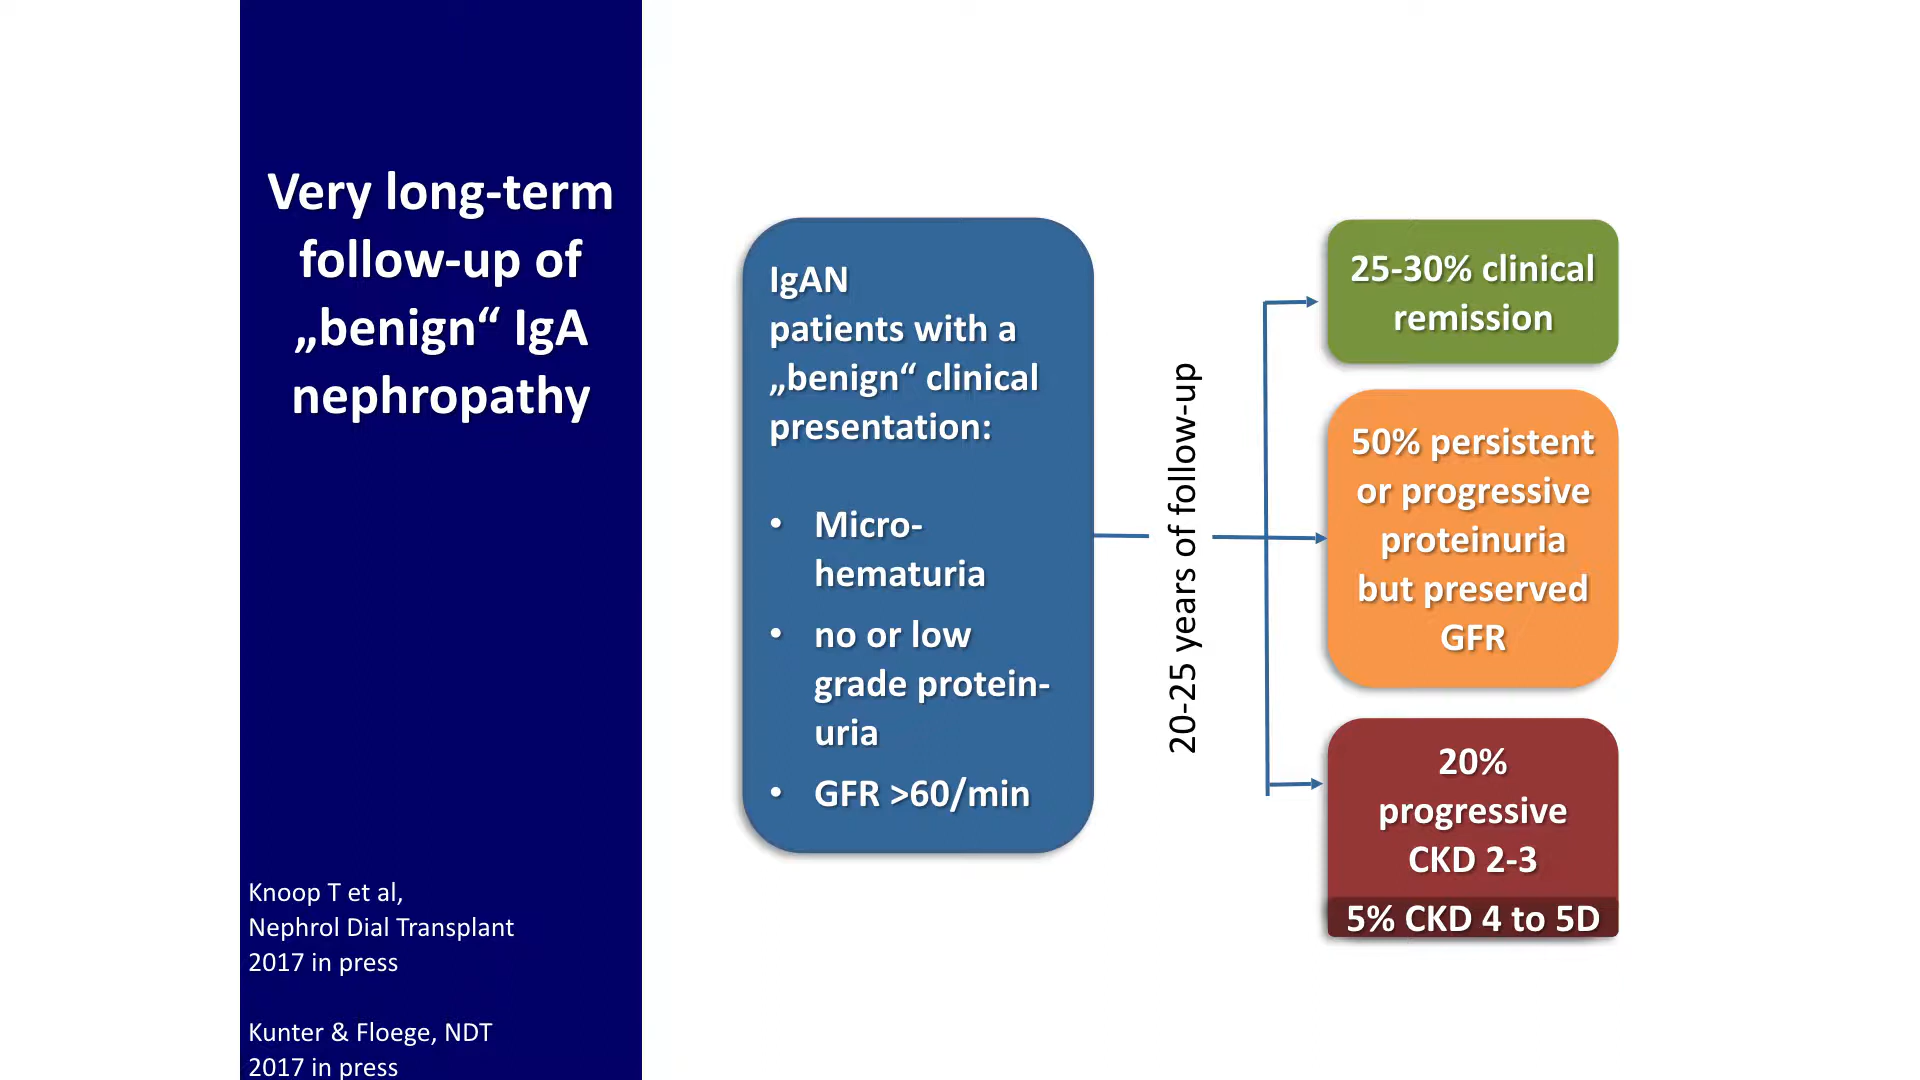 Very long-term
follow-up of
„benign“ IgA
nephropathy
Knoop T et al,
Nephrol Dial Transplant
2017 in press
Kunter & Floege, NDT
2017 in press
IgAN
patients with a
„benign“ clinical
presentation:
• Micro-
hematuria
• no or low
grade protein-
uria
• GFR >60/min
20-25 years of follow-up
25-30% clinical
remission
50% persistent
or progressive
proteinuria
but preserved
GFR
20%
progressive
CKD 2-3
5% CKD 4 to 5D